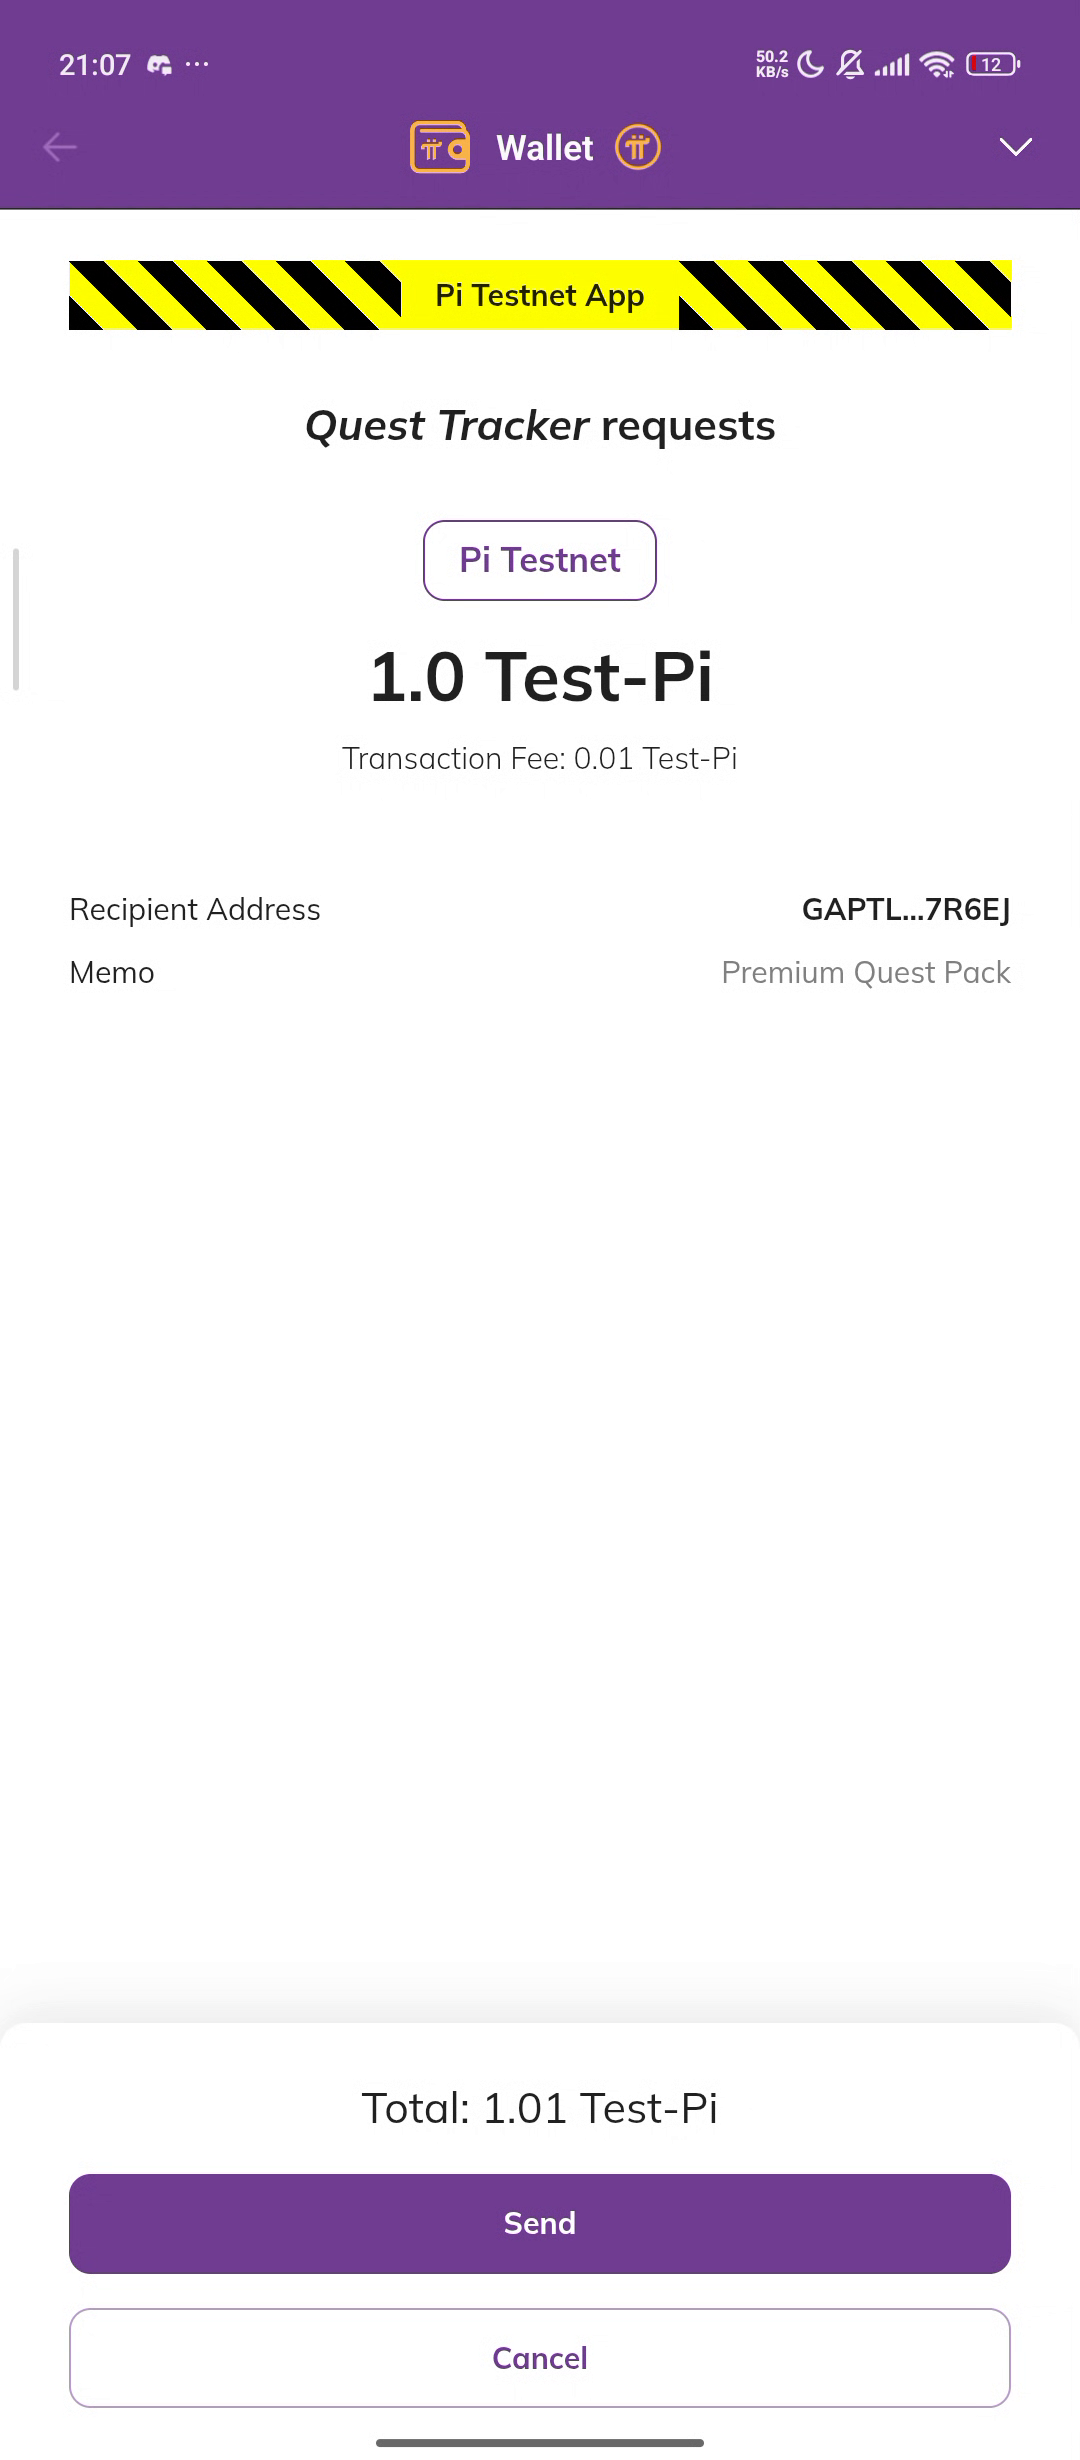 21:07
50.2
KB/s
12
Wallet
Pi Testnet App
Quest Tracker requests
Pi Testnet
1.0 Test-Pi
Transaction Fee: 0.01 Test-Pi
Recipient Address GAPTL...7R6EJ
Memo Premium Quest Pack
Total: 1.01 Test-Pi
Send
Cancel